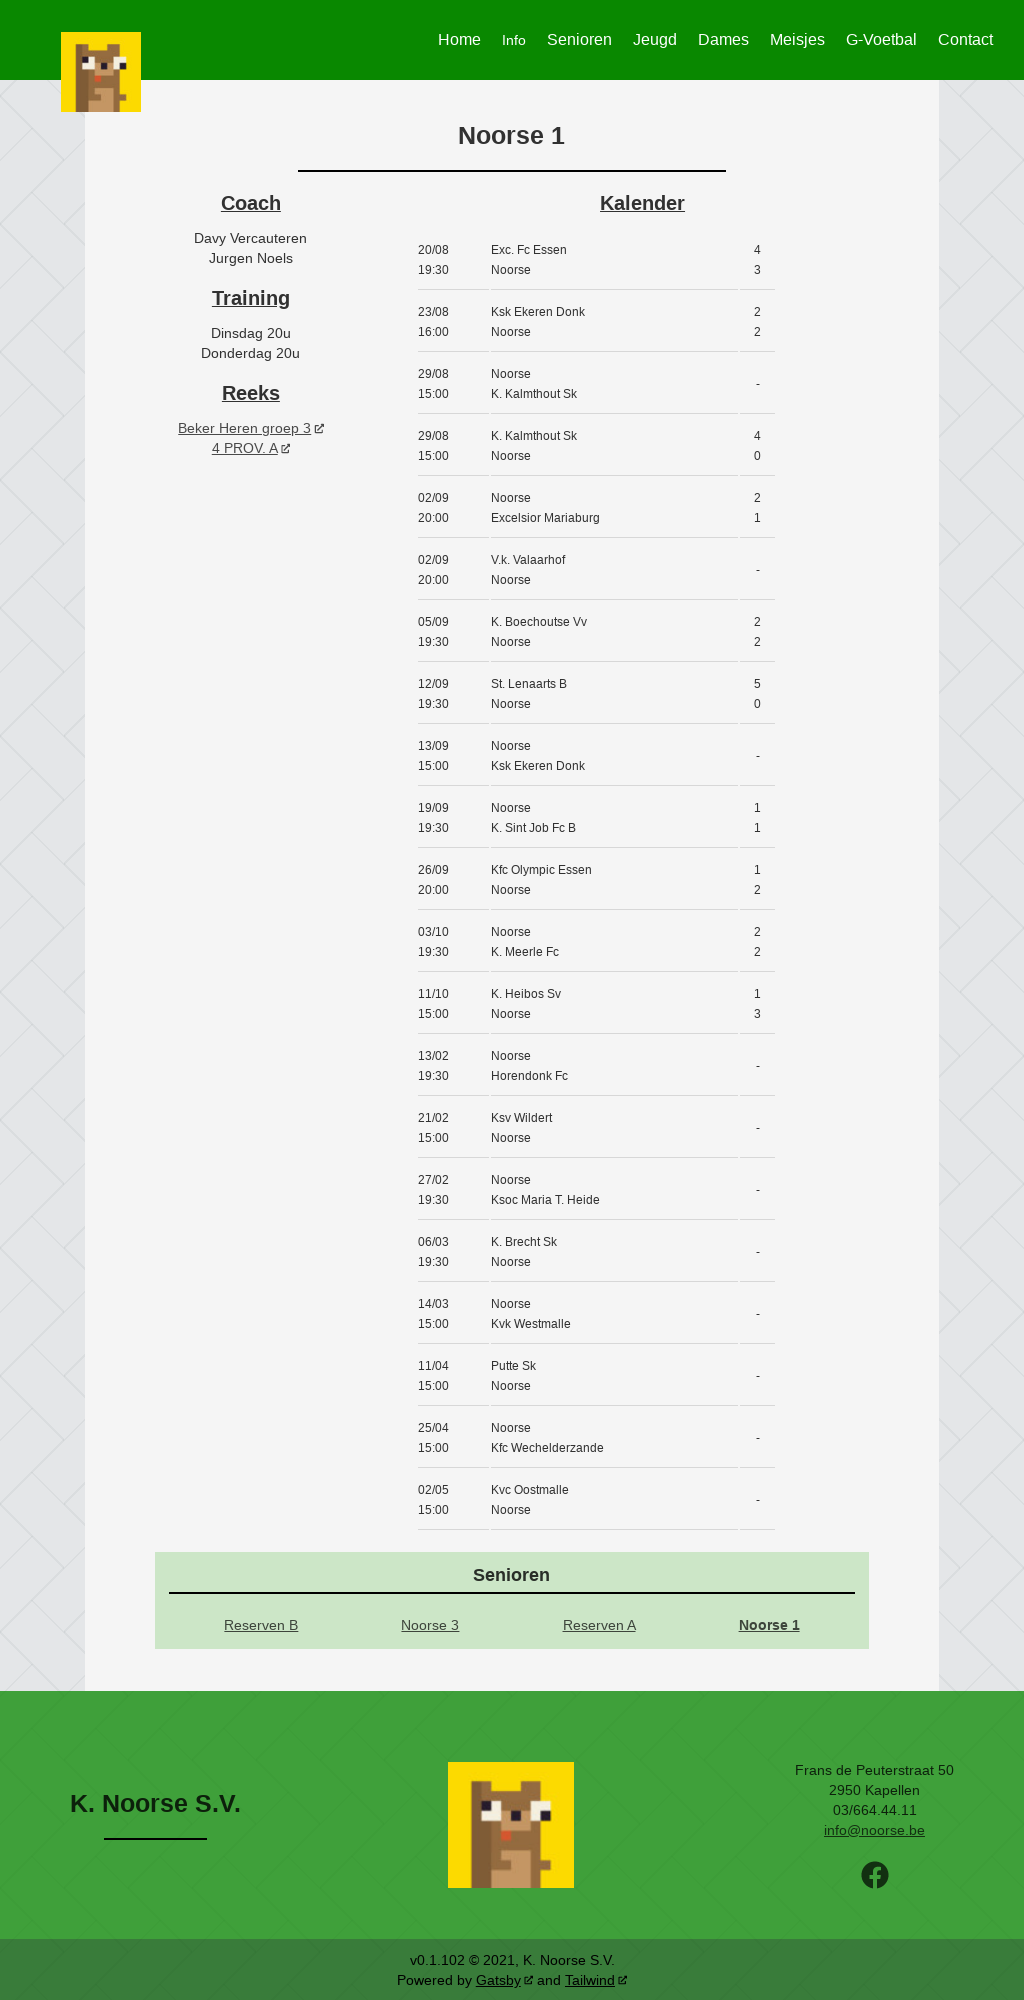 Home Info Senioren Jeugd Dames Meisjes G-Voetbal Contact
Noorse 1
Coach
Davy Vercauteren
Jurgen Noels
Training
Dinsdag 20u
Donderdag 20u
Reeks
Beker Heren groep 3
4 PROV. A
Kalender
20/08 Exc. Fc Essen 4
19:30 Noorse 3
23/08 Ksk Ekeren Donk 2
16:00 Noorse 2
29/08 Noorse -
15:00 K. Kalmthout Sk
29/08 K. Kalmthout Sk 4
15:00 Noorse 0
02/09 Noorse 2
20:00 Excelsior Mariaburg 1
02/09 V.k. Valaarhof -
20:00 Noorse
05/09 K. Boechoutse Vv 2
19:30 Noorse 2
12/09 St. Lenaarts B 5
19:30 Noorse 0
13/09 Noorse -
15:00 Ksk Ekeren Donk
19/09 Noorse 1
19:30 K. Sint Job Fc B 1
26/09 Kfc Olympic Essen 1
20:00 Noorse 2
03/10 Noorse 2
19:30 K. Meerle Fc 2
11/10 K. Heibos Sv 1
15:00 Noorse 3
13/02 Noorse -
19:30 Horendonk Fc
21/02 Ksv Wildert -
15:00 Noorse
27/02 Noorse -
19:30 Ksoc Maria T. Heide
06/03 K. Brecht Sk -
19:30 Noorse
14/03 Noorse -
15:00 Kvk Westmalle
11/04 Putte Sk -
15:00 Noorse
25/04 Noorse -
15:00 Kfc Wechelderzande
02/05 Kvc Oostmalle -
15:00 Noorse
Senioren
Reserven B Noorse 3 Reserven A Noorse 1
K. Noorse S.V.
Frans de Peuterstraat 50
2950 Kapellen
03/664.44.11
info@noorse.be
v0.1.102 © 2021, K. Noorse S.V.
Powered by Gatsby and Tailwind